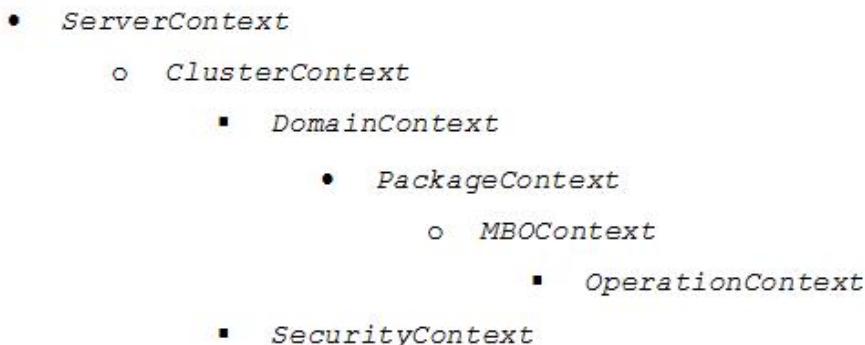 • ServerContext
o ClusterContext
▪ DomainContext
• PackageContext
o MBOContext
▪ OperationContext
▪ SecurityContext